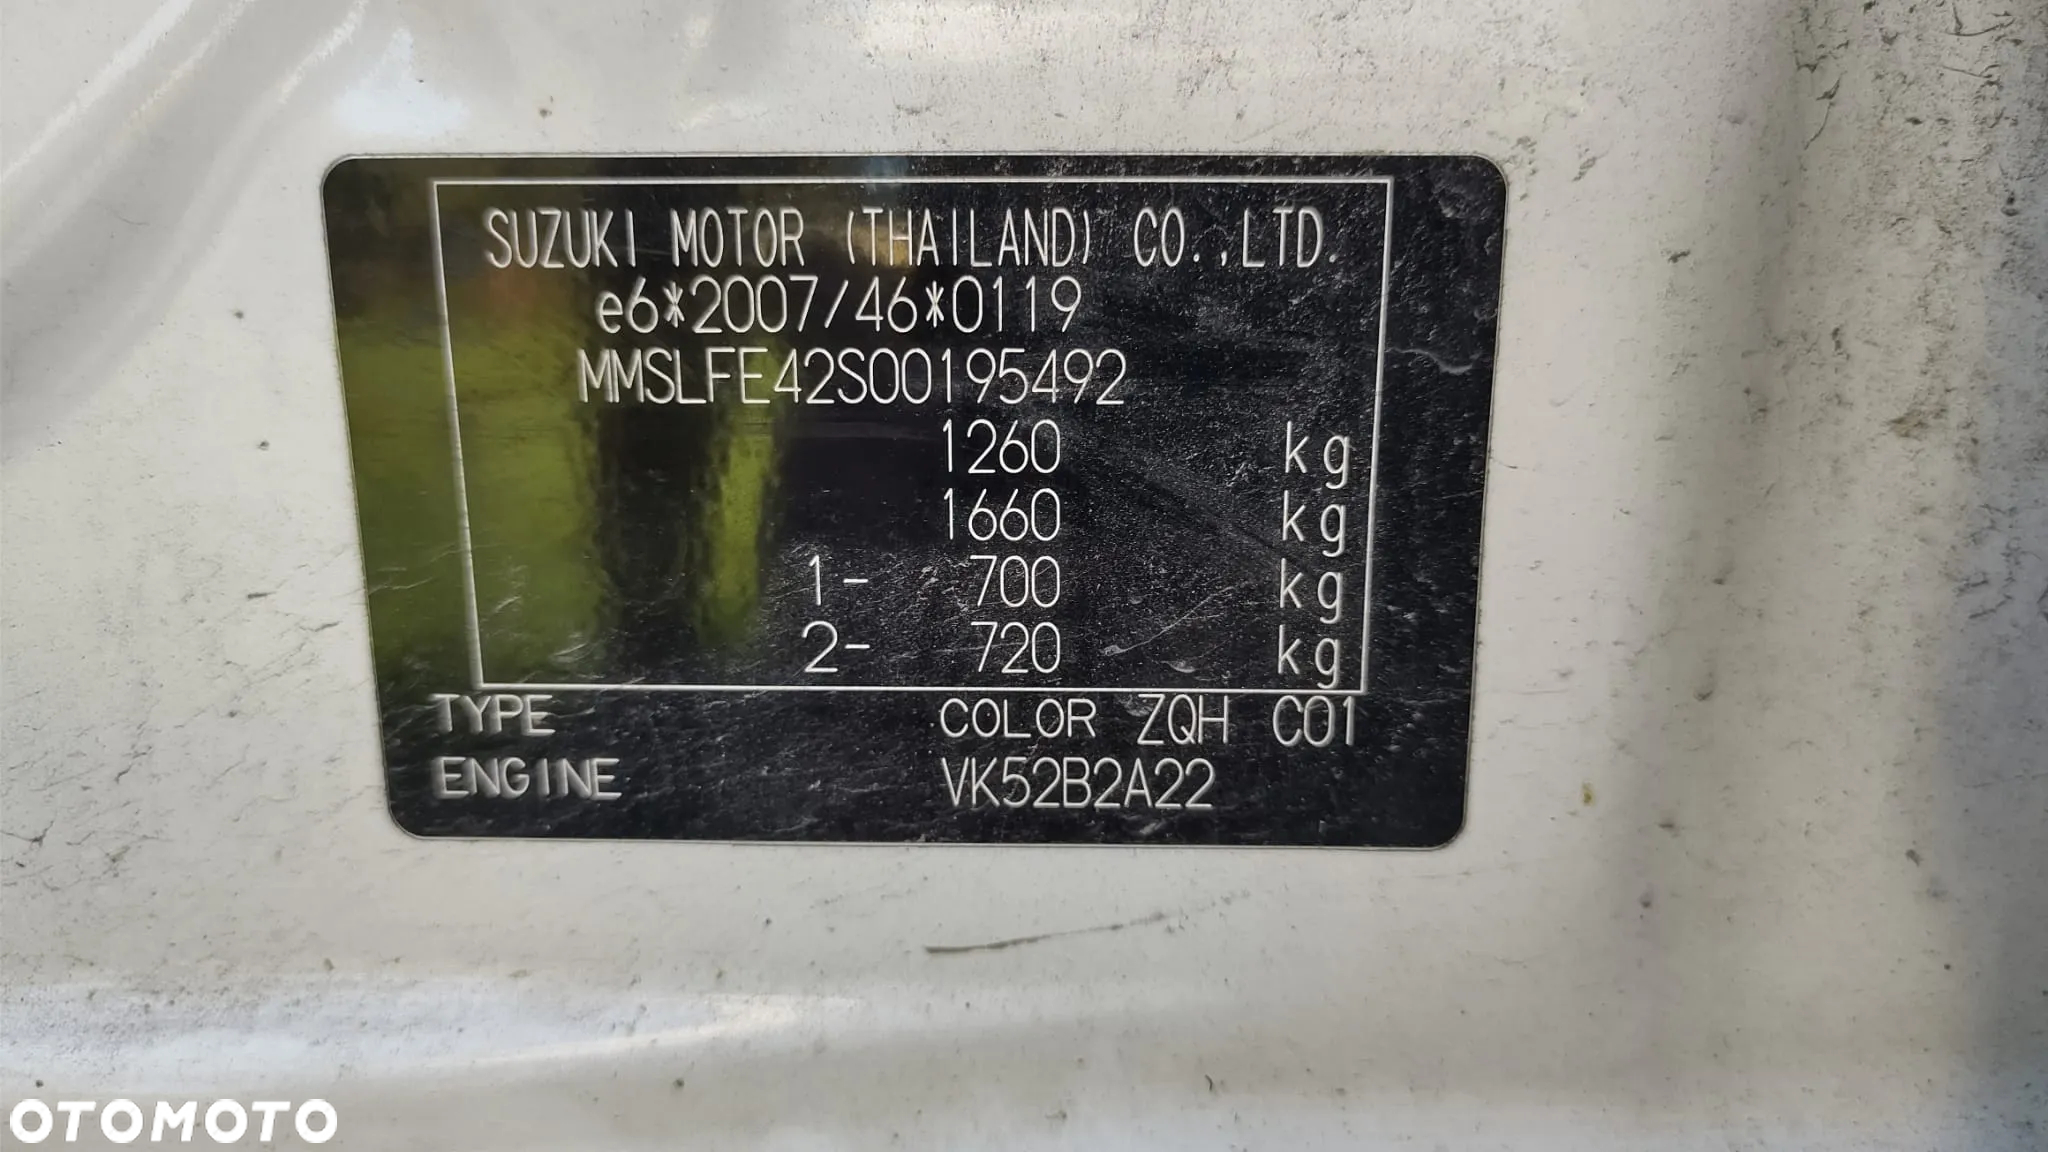 SUZUKI MOTOR (THAILAND) CO.,LTD.
e6*2007/46*0119
MMSLFE42S00195492
1260 kg
1660 kg
1- 700 kg
2- 720 kg
TYPE COLOR ZQH C01
ENGINE VK52B2A22
OTOMOTO